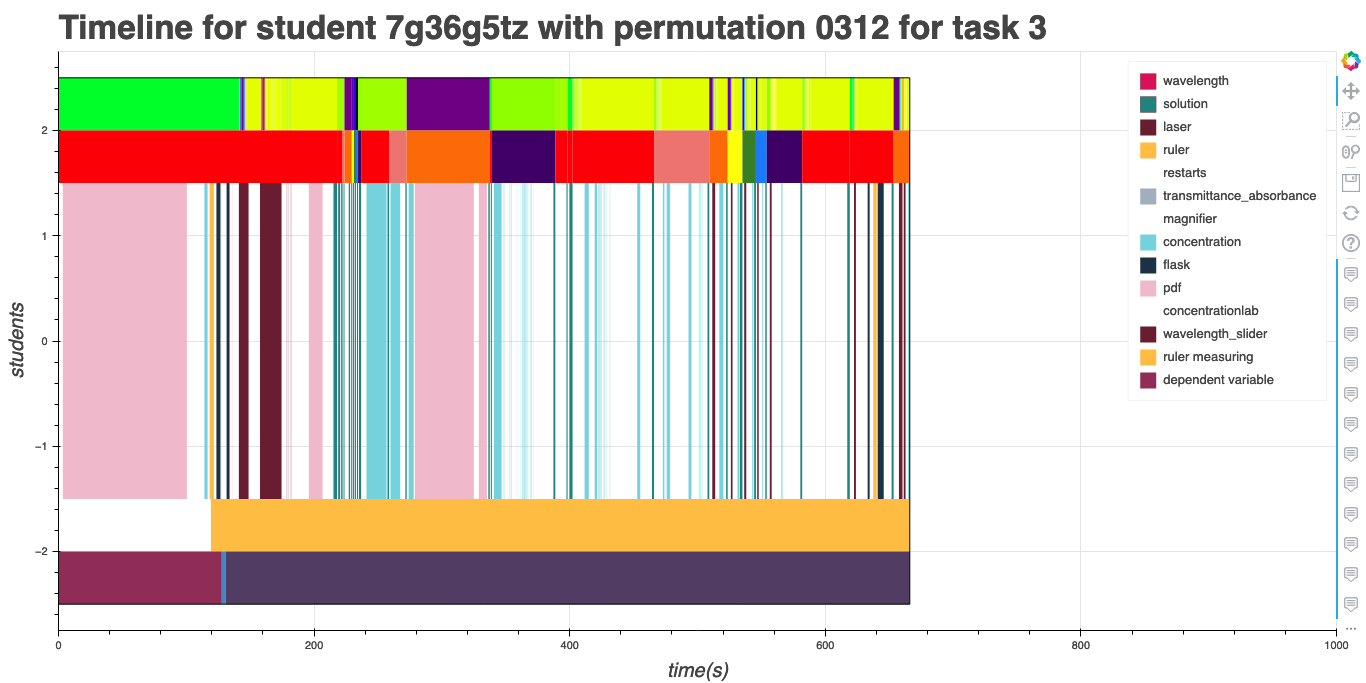 Timeline for student 7g36g5tz with permutation 0312 for task 3
wavelength
solution
laser
ruler
restarts
transmittance_absorbance
magnifier
concentration
flask
pdf
concentrationlab
wavelength_slider
ruler measuring
dependent variable
students
2
1
0
−1
−2
0
200
400
600
800
1000
time(s)